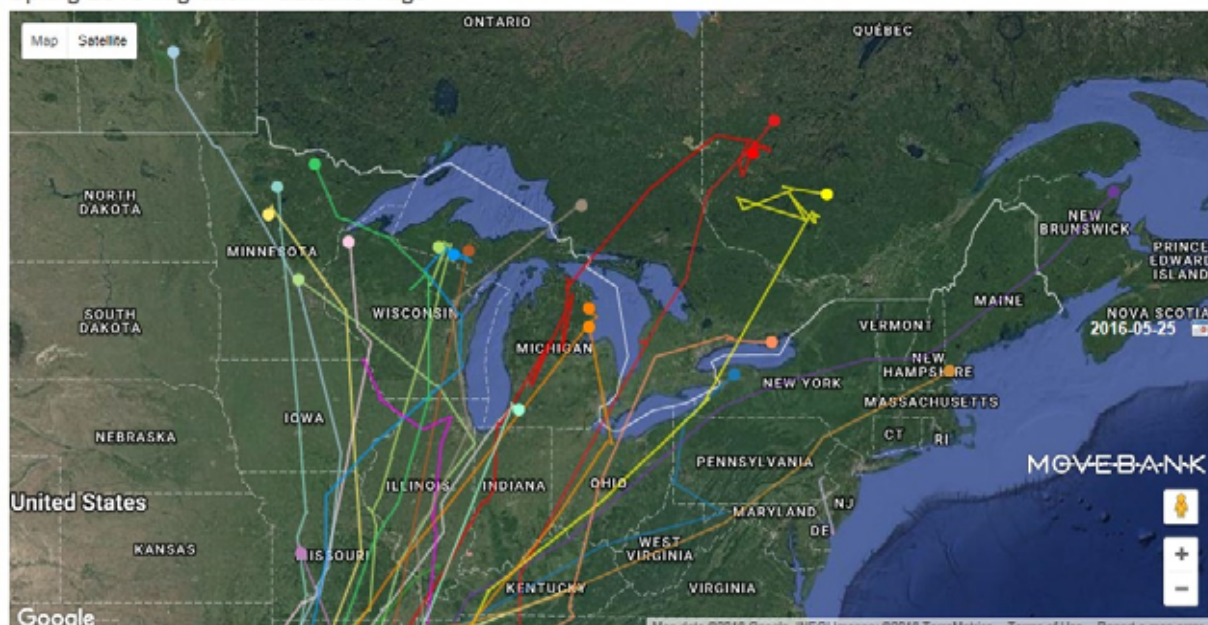 ONTARIO
QUÉBEC
Map Satellite
NORTH
DAKOTA
MINNESOTA
NEW
BRUNSWICK
PRINCE
EDWARD
ISLAND
SOUTH
DAKOTA
WISCONSIN
MICHIGAN
VERMONT
MAINE
NOVA SCOTIA
2016-05-25
NEW
HAMPSHIRE
NEW YORK
MASSACHUSETTS
IOWA
NEBRASKA
CT
RI
PENNSYLVANIA
MOVEBANK
ILLINOIS
INDIANA
OHIO
United States
MARYLAND
NJ
DE
KANSAS
MISSOURI
WEST
VIRGINIA
KENTUCKY
VIRGINIA
+
−
Google